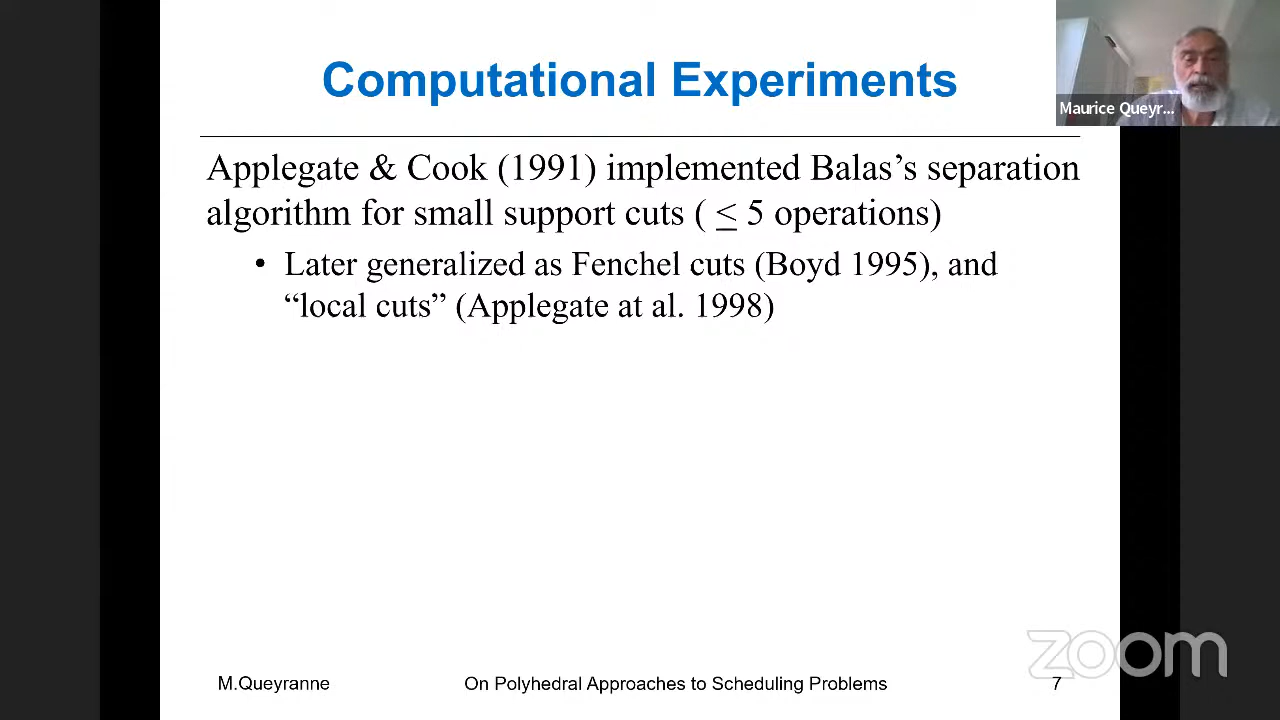 Computational Experiments
Maurice Queyr...
Applegate & Cook (1991) implemented Balas’s separation
algorithm for small support cuts ( ≤ 5 operations)
• Later generalized as Fenchel cuts (Boyd 1995), and
“local cuts” (Applegate at al. 1998)
zoom
M.Queyranne
On Polyhedral Approaches to Scheduling Problems
7